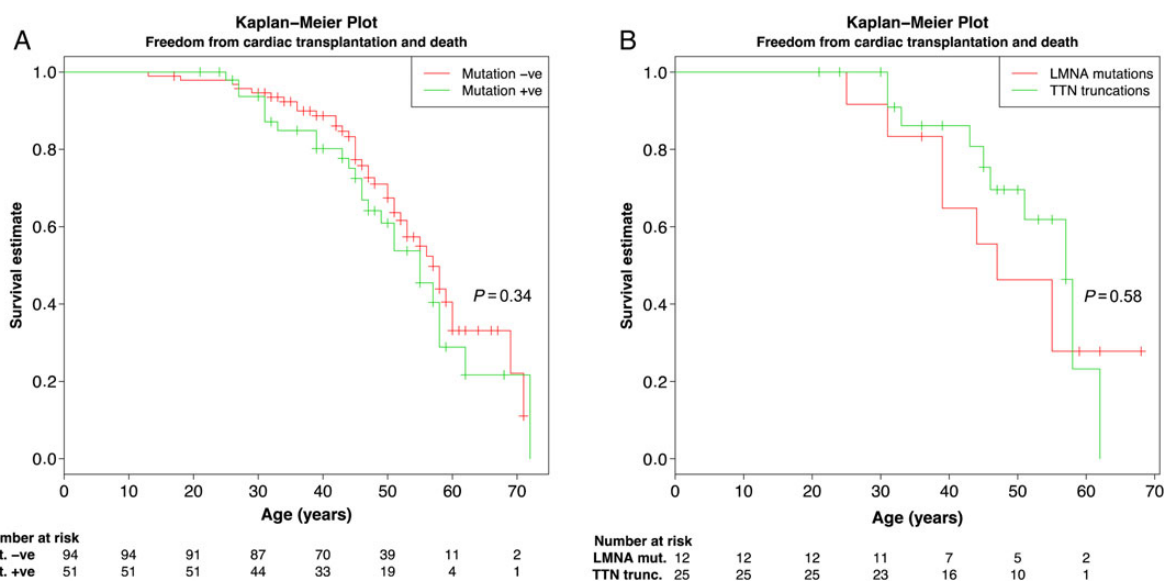 A
Kaplan–Meier Plot
Freedom from cardiac transplantation and death
Mutation –ve
Mutation +ve
1.0
0.8
0.6
0.4
0.2
0.0
Survival estimate
P = 0.34
0 10 20 30 40 50 60 70
Age (years)
mber at risk
t. –ve 94 94 91 87 70 39 11 2
t. +ve 51 51 51 44 33 19 4 1
B
Kaplan–Meier Plot
Freedom from cardiac transplantation and death
LMNA mutations
TTN truncations
1.0
0.8
0.6
0.4
0.2
0.0
Survival estimate
P = 0.58
0 10 20 30 40 50 60 70
Age (years)
Number at risk
LMNA mut. 12 12 12 11 7 5 2
TTN trunc. 25 25 25 23 16 10 1